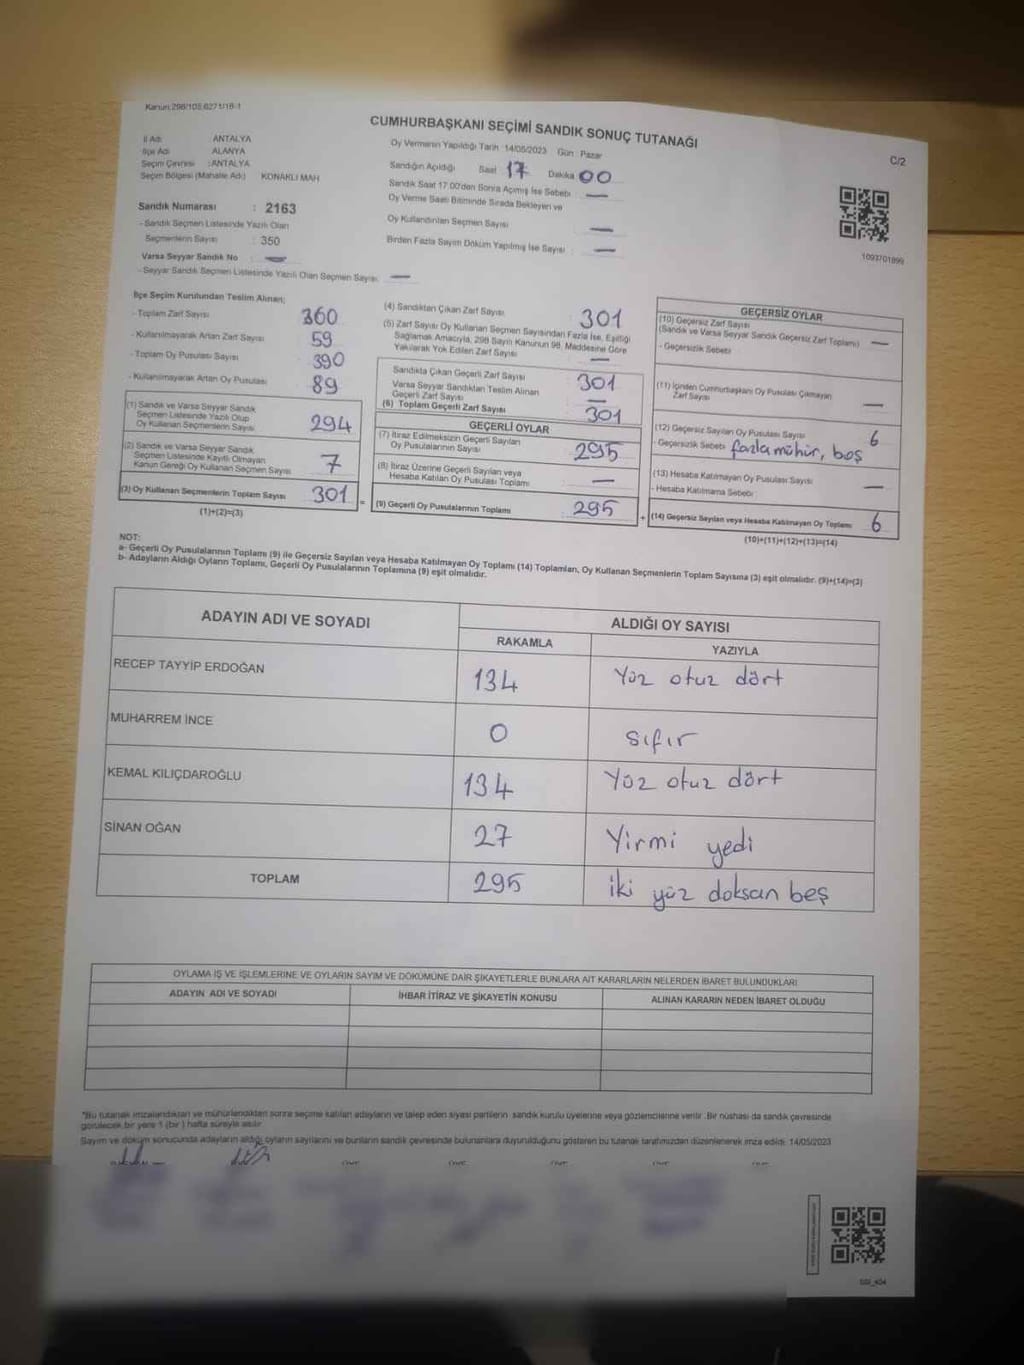 Kanun:298/105,6271/18-1
CUMHURBAŞKANI SEÇİMİ SANDIK SONUÇ TUTANAĞI
C/2
İl Adı ANTALYA
İlçe Adı ALANYA
Seçim Çevresi :ANTALYA
Seçim Bölgesi (Mahalle Adı) KONAKLI MAH
Sandık Numarası : 2163
- Sandık Seçmen Listesinde Yazılı Olan
Seçmenlerin Sayısı : 350
Varsa Seyyar Sandık No —
- Seyyar Sandık Seçmen Listesinde Yazılı Olan Seçmen Sayısı —
Oy Vermenin Yapıldığı Tarih 14/05/2023 Gün Pazar
Sandığın Açıldığı Saat 17 Dakika 00
Sandık Saat 17.00'den Sonra Açılmış İse Sebebi —
Oy Verme Saati Bitiminde Sırada Bekleyen ve
Oy Kullandırılan Seçmen Sayısı —
Birden Fazla Sayım Döküm Yapılmış İse Sayısı —
1093701899
İlçe Seçim Kurulundan Teslim Alınan;
- Toplam Zarf Sayısı 360
- Kullanılmayarak Artan Zarf Sayısı 59
- Toplam Oy Pusulası Sayısı 390
- Kullanılmayarak Artan Oy Pusulası 89
(1) Sandık ve Varsa Seyyar Sandık
Seçmen Listesinde Yazılı Olup
Oy Kullanan Seçmenlerin Sayısı 294
(2) Sandık ve Varsa Seyyar Sandık
Seçmen Listesinde Kayıtlı Olmayan
Kanun Gereği Oy Kullanan Seçmen Sayısı 7
(3) Oy Kullanan Seçmenlerin Toplam Sayısı 301 =
(1)+(2)=(3)
(4) Sandıktan Çıkan Zarf Sayısı 301
(5) Zarf Sayısı Oy Kullanan Seçmen Sayısından Fazla İse, Eşitliği
Sağlamak Amacıyla, 298 Sayılı Kanunun 98. Maddesine Göre
Yakılarak Yok Edilen Zarf Sayısı —
Sandıkta Çıkan Geçerli Zarf Sayısı 301
Varsa Seyyar Sandıktan Teslim Alınan
Geçerli Zarf Sayısı —
(6) Toplam Geçerli Zarf Sayısı 301
GEÇERLİ OYLAR
(7) İtiraz Edilmeksizin Geçerli Sayılan
Oy Pusulalarının Sayısı 295
(8) İtiraz Üzerine Geçerli Sayılan veya
Hesaba Katılan Oy Pusulası Toplamı —
(9) Geçerli Oy Pusulalarının Toplamı 295 +
GEÇERSİZ OYLAR
(10) Geçersiz Zarf Sayısı
(Sandık ve Varsa Seyyar Sandık Geçersiz Zarf Toplamı) —
- Geçersizlik Sebebi
(11) İçinden Cumhurbaşkanı Oy Pusulası Çıkmayan
Zarf Sayısı —
(12) Geçersiz Sayılan Oy Pusula Sayısı 6
- Geçersizlik Sebebi fazla mühür, boş
(13) Hesaba Katılmayan Oy Pusulası Sayısı —
- Hesaba Katılmama Sebebi
(14) Geçersiz Sayılan veya Hesaba Katılmayan Oy Toplamı 6
(10)+(11)+(12)+(13)=(14)
NOT:
a- Geçerli Oy Pusulalarının Toplamı (9) ile Geçersiz Sayılan veya Hesaba Katılmayan Oy Toplamı (14) Toplamları, Oy Kullanan Seçmenlerin Toplam Sayısına (3) eşit olmalıdır. (9)+(14)=(3)
b- Adayların Aldığı Oyların Toplamı, Geçerli Oy Pusulalarının Toplamına (9) eşit olmalıdır.
ADAYIN ADI VE SOYADI ALDIĞI OY SAYISI
RAKAMLA YAZIYLA
RECEP TAYYİP ERDOĞAN 134 Yüz otuz dört
MUHARREM İNCE 0 sıfır
KEMAL KILIÇDAROĞLU 134 Yüz otuz dört
SİNAN OĞAN 27 Yirmi yedi
TOPLAM 295 iki yüz doksan beş
OYLAMA İŞ VE İŞLEMLERİNE VE OYLARIN SAYIM VE DÖKÜMÜNE DAİR ŞİKAYETLERLE BUNLARA AİT KARARLARIN NELERDEN İBARET BULUNDUKLARI
ADAYIN ADI VE SOYADI İHBAR İTİRAZ VE ŞİKAYETİN KONUSU ALINAN KARARIN NEDEN İBARET OLDUĞU
*Bu tutanak imzalandıktan ve mühürlendikten sonra seçime katılan adayların ve talep eden siyasi partilerin sandık kurulu üyelerine veya gözlemcilerine verilir. Bir nüshası da sandık çevresinde
görülecek bir yere 1 (bir) hafta süreyle asılır.
Sayım ve döküm sonucunda adayların aldığı oyların sayılarını ve bunların sandık çevresinde bulunanlara duyurulduğunu gösteren bu tutanak tarafımızdan düzenlenerek imza edildi. 14/05/2023